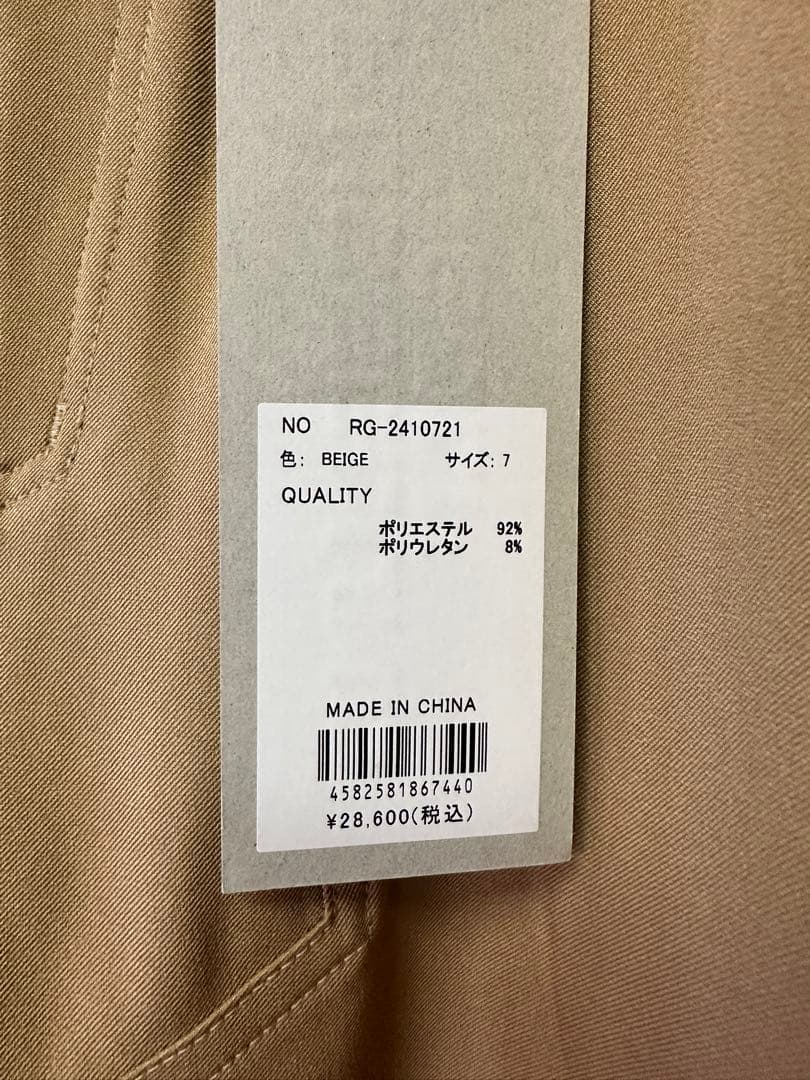 NO RG-2410721
色: BEIGE サイズ: 7
QUALITY
ポリエステル 92%
ポリウレタン 8%
MADE IN CHINA
4582581867440
¥28,600(税込)